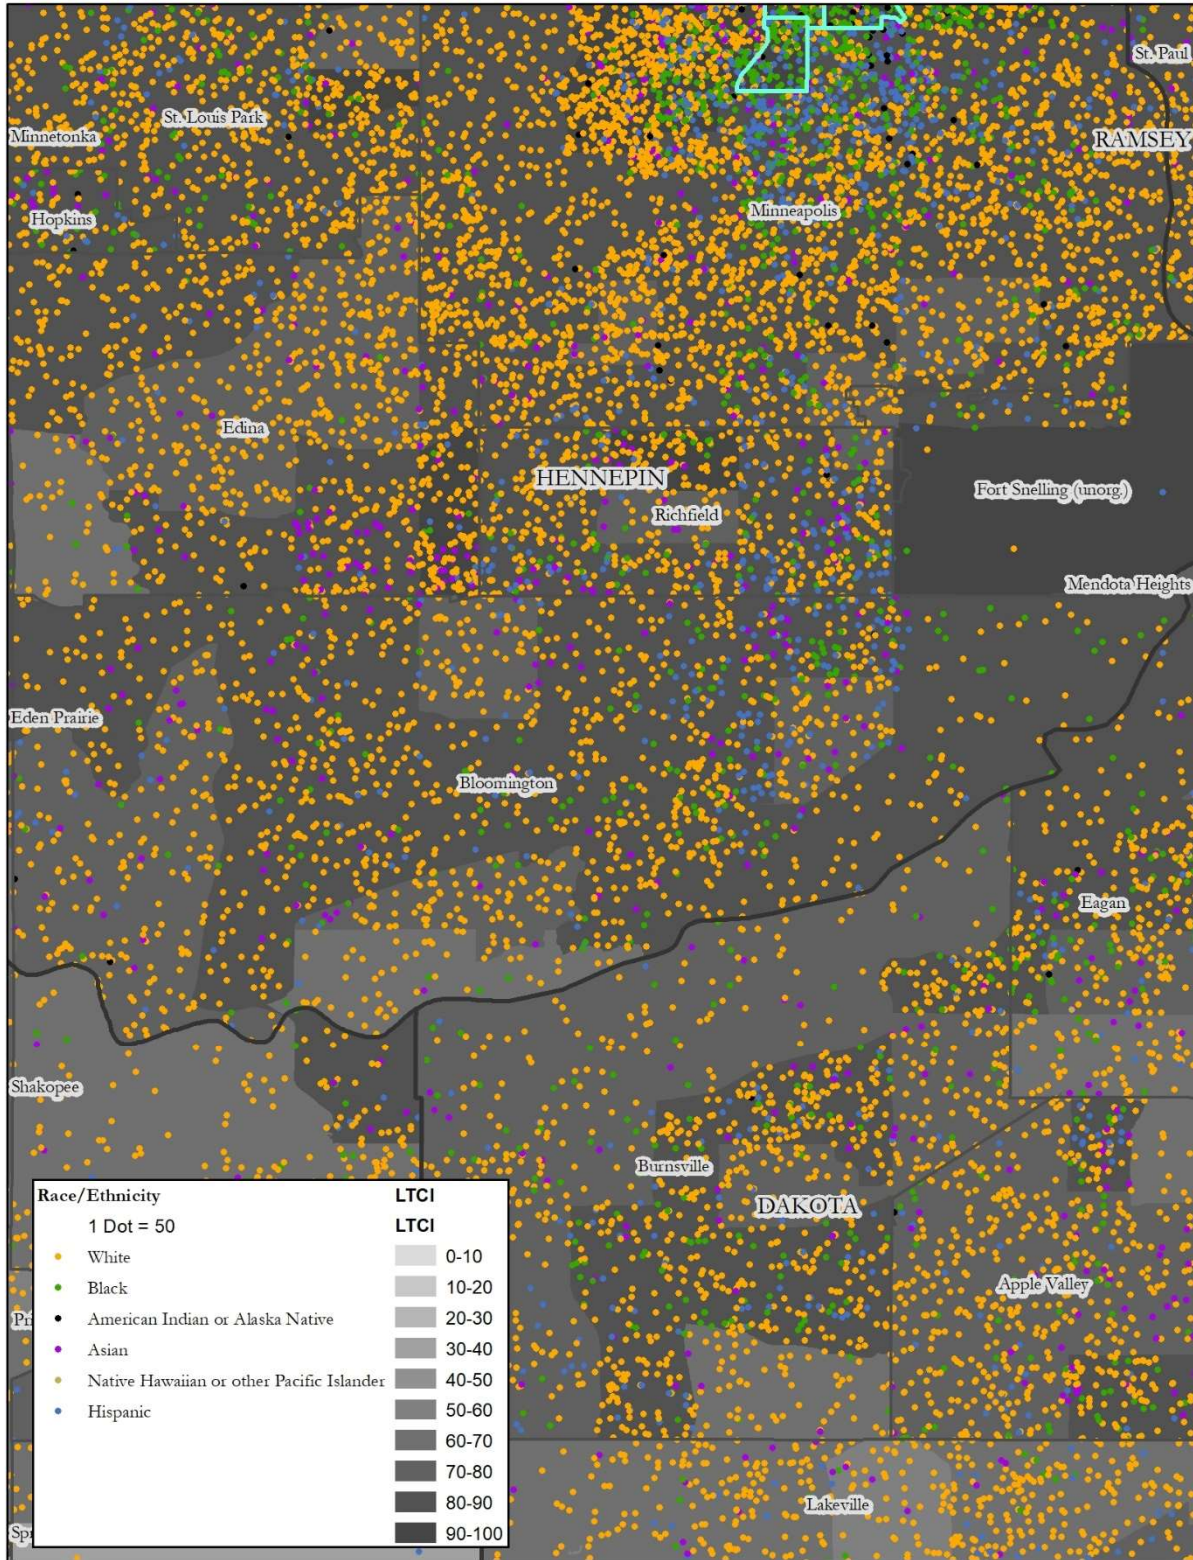 St. Paul
St. Louis Park
Minnetonka
RAMSEY
Hopkins
Minneapolis
Edina
HENNEPIN
Fort Snelling (unorg.)
Richfield
Mendota Heights
Eden Prairie
Bloomington
Eagan
Shakopee
Burnsville
DAKOTA
Apple Valley
Lakeville
Pri
Spr
Race/Ethnicity
1 Dot = 50
White
Black
American Indian or Alaska Native
Asian
Native Hawaiian or other Pacific Islander
Hispanic
LTCI
LTCI
0-10
10-20
20-30
30-40
40-50
50-60
60-70
70-80
80-90
90-100